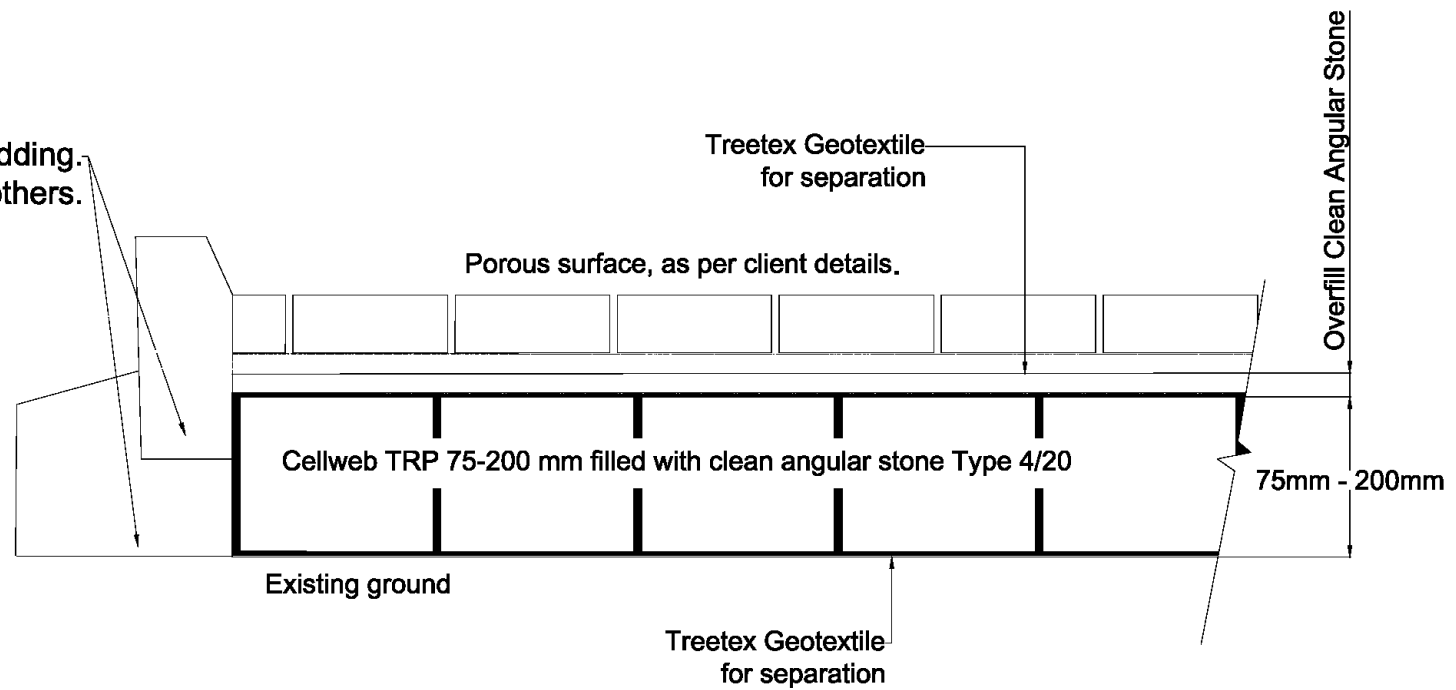 dding.
others.
Treetex Geotextile
for separation
Overfill Clean Angular Stone
Porous surface, as per client details.
Cellweb TRP 75-200 mm filled with clean angular stone Type 4/20
75mm - 200mm
Existing ground
Treetex Geotextile
for separation